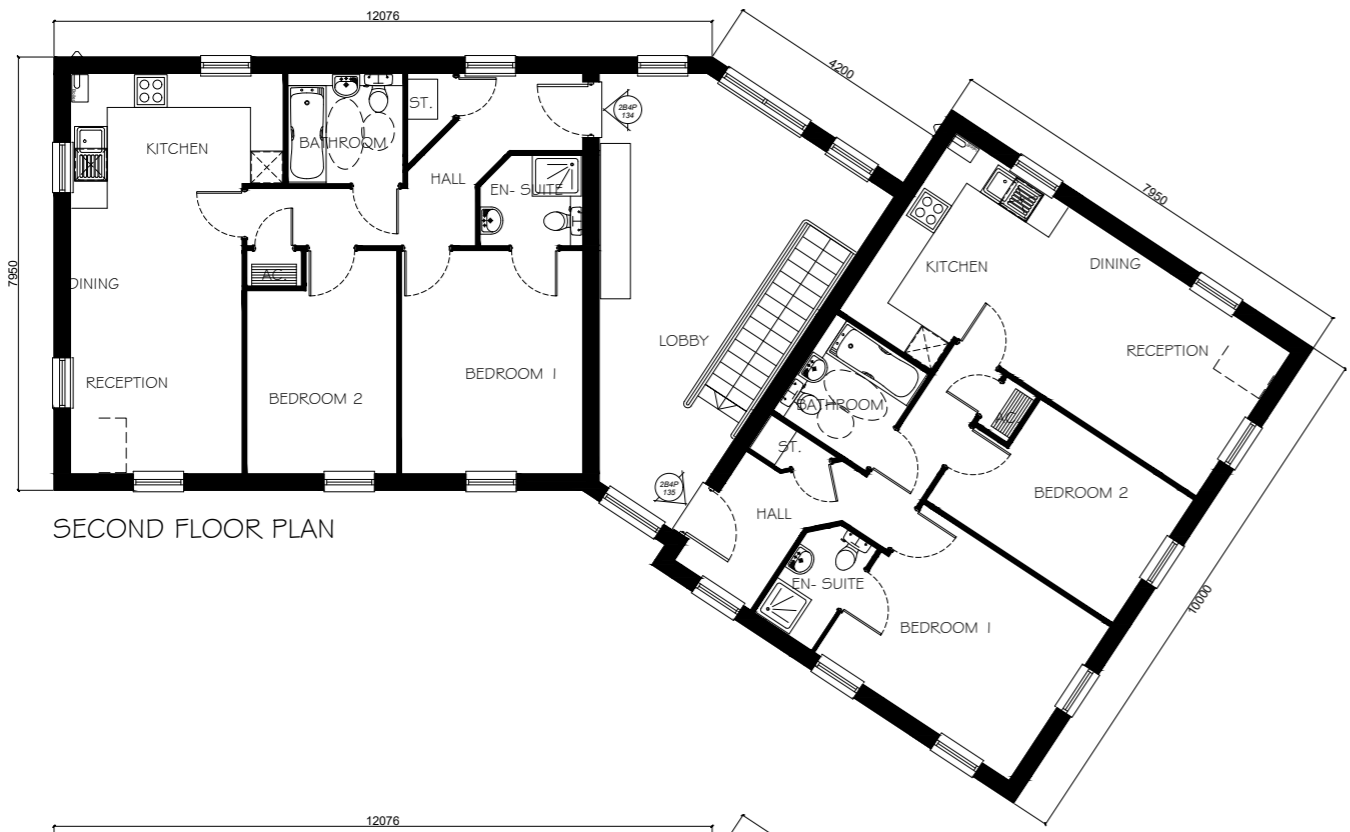 12076
4200
7950
7950
10000
KITCHEN
BATHROOM
ST.
2B4P
134
HALL
EN- SUITE
AC.
DINING
RECEPTION
BEDROOM 2
BEDROOM 1
LOBBY
KITCHEN
DINING
RECEPTION
BATHROOM
AC.
ST.
2B4P
135
HALL
BEDROOM 2
EN- SUITE
BEDROOM 1
SECOND FLOOR PLAN
12076